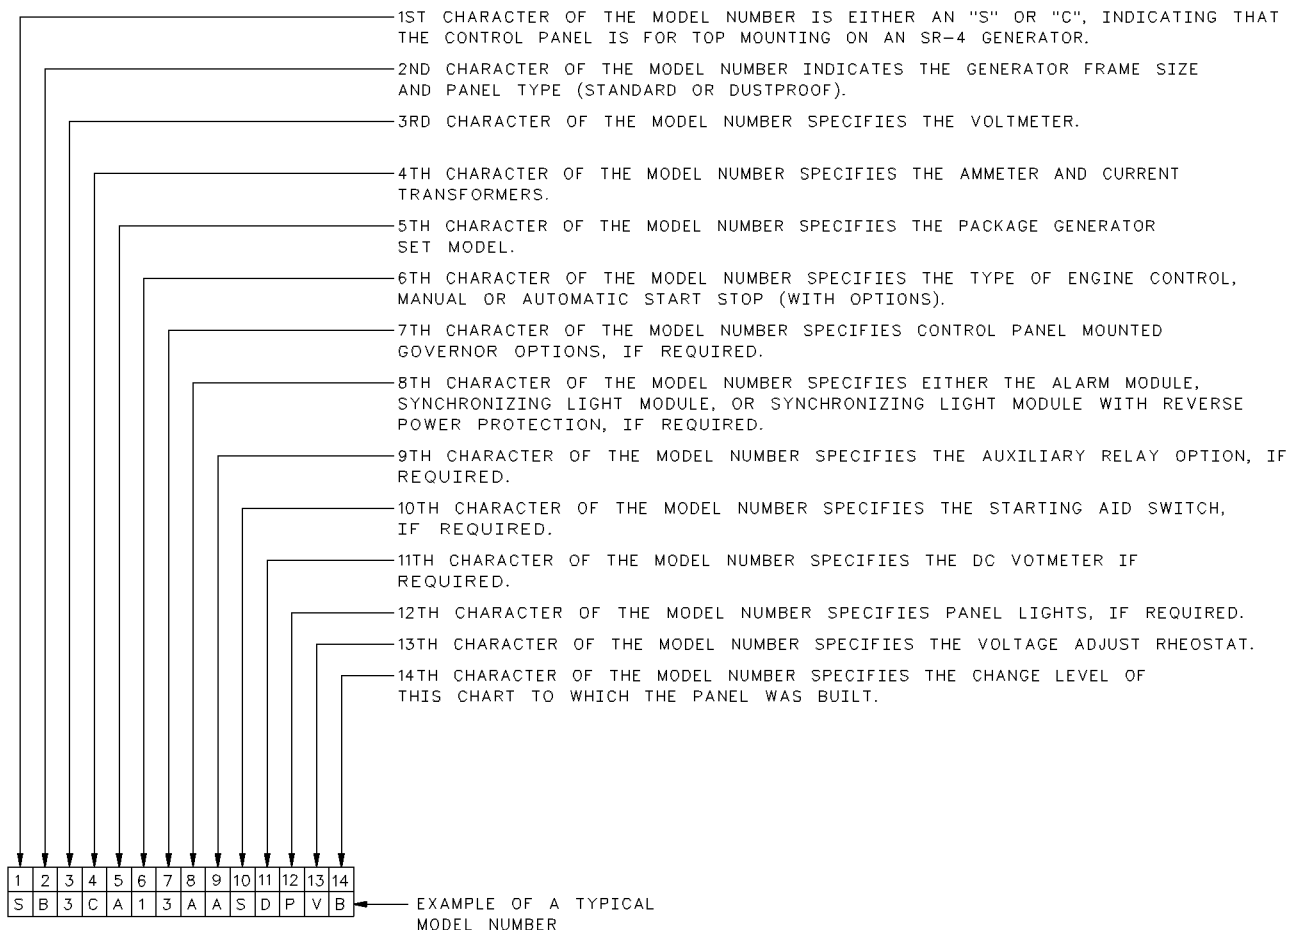 1ST CHARACTER OF THE MODEL NUMBER IS EITHER AN "S" OR "C", INDICATING THAT
THE CONTROL PANEL IS FOR TOP MOUNTING ON AN SR-4 GENERATOR.
2ND CHARACTER OF THE MODEL NUMBER INDICATES THE GENERATOR FRAME SIZE
AND PANEL TYPE (STANDARD OR DUSTPROOF).
3RD CHARACTER OF THE MODEL NUMBER SPECIFIES THE VOLTMETER.
4TH CHARACTER OF THE MODEL NUMBER SPECIFIES THE AMMETER AND CURRENT
TRANSFORMERS.
5TH CHARACTER OF THE MODEL NUMBER SPECIFIES THE PACKAGE GENERATOR
SET MODEL.
6TH CHARACTER OF THE MODEL NUMBER SPECIFIES THE TYPE OF ENGINE CONTROL,
MANUAL OR AUTOMATIC START STOP (WITH OPTIONS).
7TH CHARACTER OF THE MODEL NUMBER SPECIFIES CONTROL PANEL MOUNTED
GOVERNOR OPTIONS, IF REQUIRED.
8TH CHARACTER OF THE MODEL NUMBER SPECIFIES EITHER THE ALARM MODULE,
SYNCHRONIZING LIGHT MODULE, OR SYNCHRONIZING LIGHT MODULE WITH REVERSE
POWER PROTECTION, IF REQUIRED.
9TH CHARACTER OF THE MODEL NUMBER SPECIFIES THE AUXILIARY RELAY OPTION, IF
REQUIRED.
10TH CHARACTER OF THE MODEL NUMBER SPECIFIES THE STARTING AID SWITCH,
IF REQUIRED.
11TH CHARACTER OF THE MODEL NUMBER SPECIFIES THE DC VOTMETER IF
REQUIRED.
12TH CHARACTER OF THE MODEL NUMBER SPECIFIES PANEL LIGHTS, IF REQUIRED.
13TH CHARACTER OF THE MODEL NUMBER SPECIFIES THE VOLTAGE ADJUST RHEOSTAT.
14TH CHARACTER OF THE MODEL NUMBER SPECIFIES THE CHANGE LEVEL OF
THIS CHART TO WHICH THE PANEL WAS BUILT.
1 2 3 4 5 6 7 8 9 10 11 12 13 14
S B 3 C A 1 3 A A S D P V B
EXAMPLE OF A TYPICAL
MODEL NUMBER